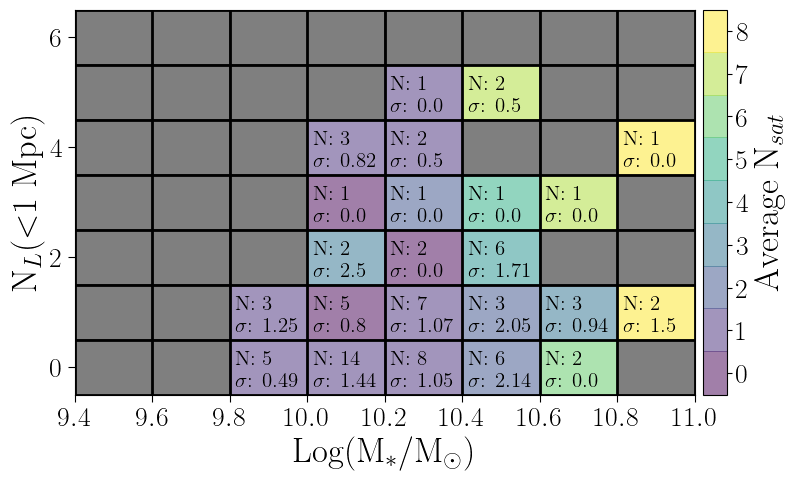 6
N: 1
N: 2
σ: 0.0
σ: 0.5
4
N: 3
N: 2
N: 1
σ: 0.82
σ: 0.5
σ: 0.0
N: 1
N: 1
N: 1
N: 1
σ: 0.0
σ: 0.0
σ: 0.0
σ: 0.0
2
N: 2
N: 2
N: 6
σ: 2.5
σ: 0.0
σ: 1.71
N: 3
N: 5
N: 7
N: 3
N: 3
N: 2
σ: 1.25
σ: 0.8
σ: 1.07
σ: 2.05
σ: 0.94
σ: 1.5
0
N: 5
N: 14
N: 8
N: 6
N: 2
σ: 0.49
σ: 1.44
σ: 1.05
σ: 2.14
σ: 0.0
9.4
9.6
9.8
10.0
10.2
10.4
10.6
10.8
11.0
Log(M*/M⊙)
N_L(<1 Mpc)
8
7
6
5
4
3
2
1
0
Average N_sat